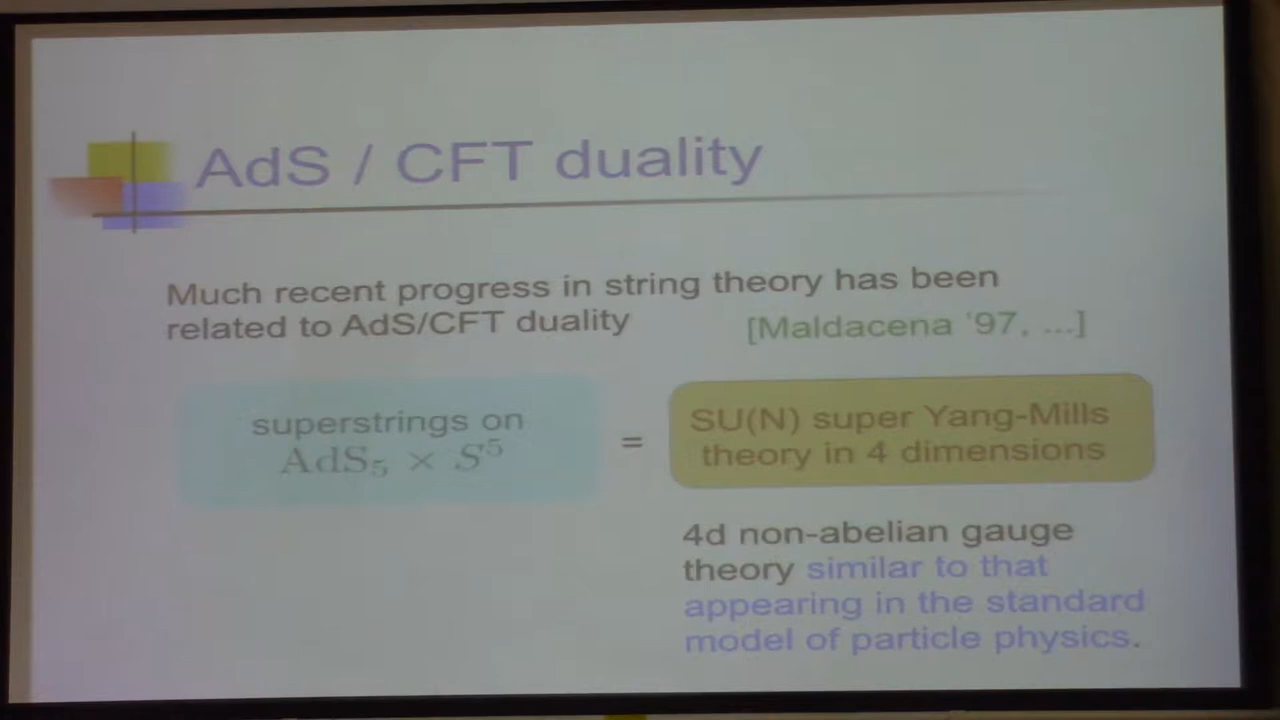 AdS / CFT duality
Much recent progress in string theory has been
related to AdS/CFT duality
[Maldacena '97, ...]
superstrings on
AdS₅ × S⁵
=
SU(N) super Yang-Mills
theory in 4 dimensions
4d non-abelian gauge
theory similar to that
appearing in the standard
model of particle physics.